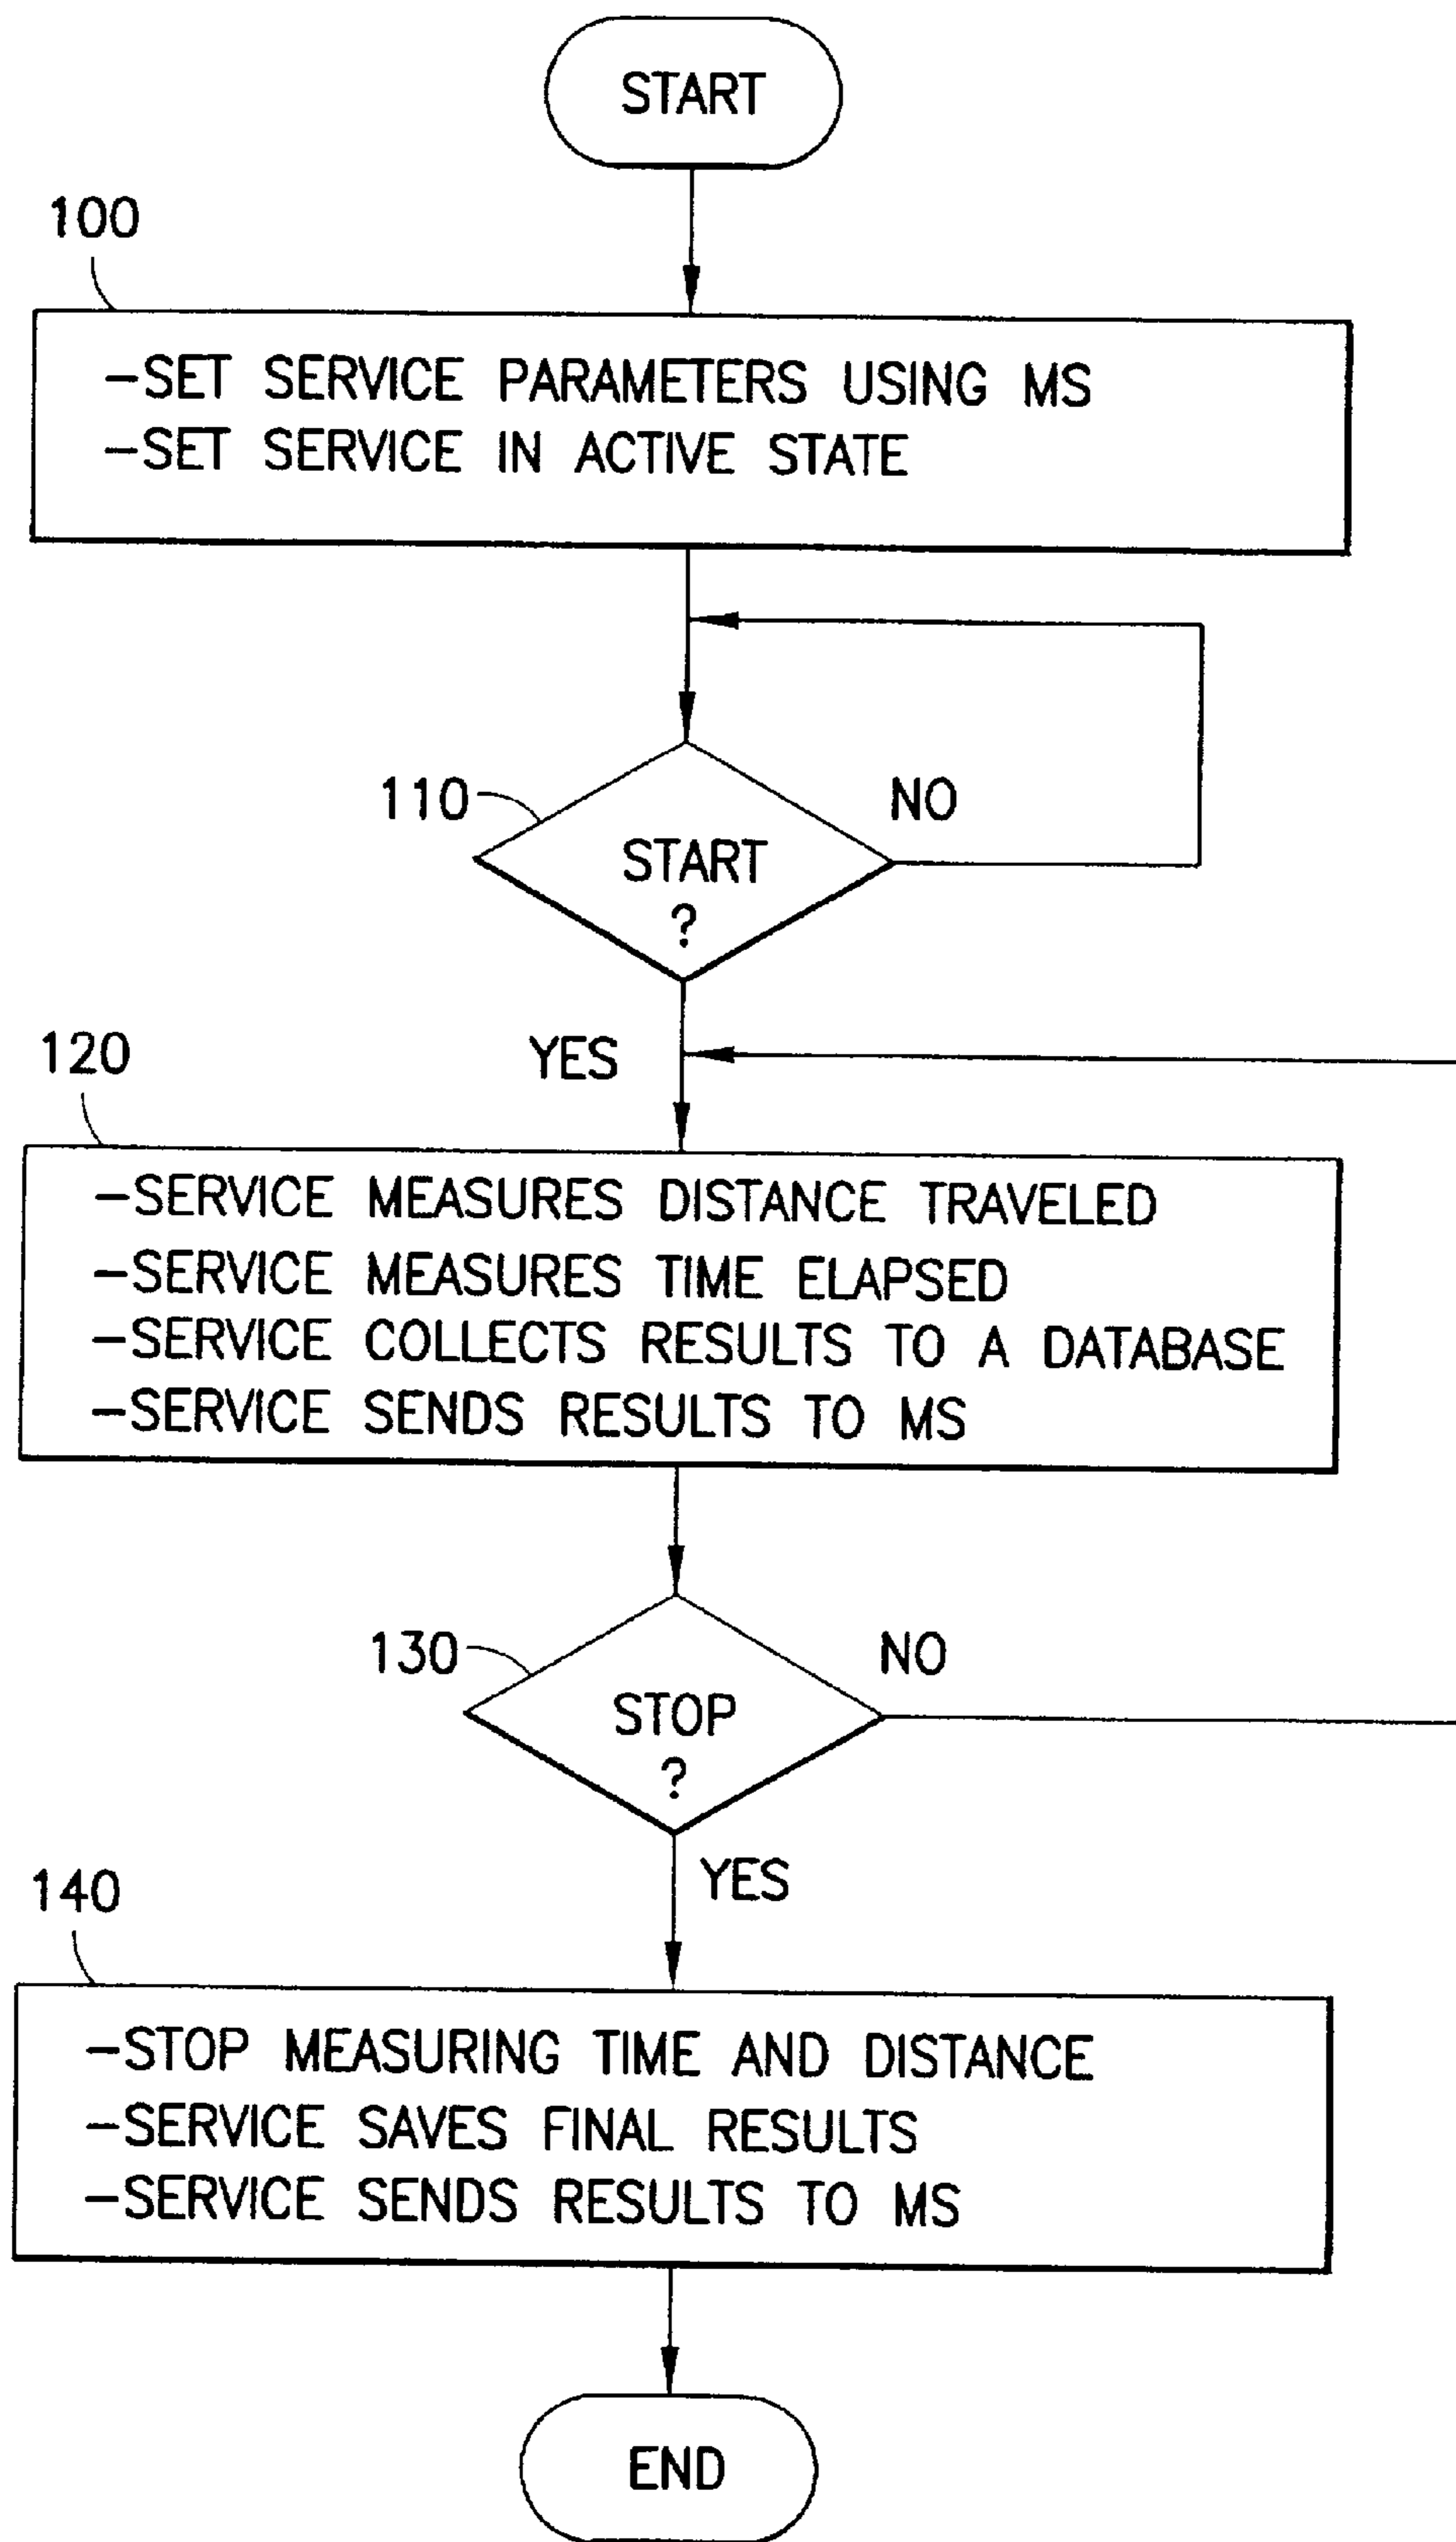 START
100
-SET SERVICE PARAMETERS USING MS
-SET SERVICE IN ACTIVE STATE
110
NO
START
?
YES
120
-SERVICE MEASURES DISTANCE TRAVELED
-SERVICE MEASURES TIME ELAPSED
-SERVICE COLLECTS RESULTS TO A DATABASE
-SERVICE SENDS RESULTS TO MS
130
NO
STOP
?
YES
140
-STOP MEASURING TIME AND DISTANCE
-SERVICE SAVES FINAL RESULTS
-SERVICE SENDS RESULTS TO MS
END